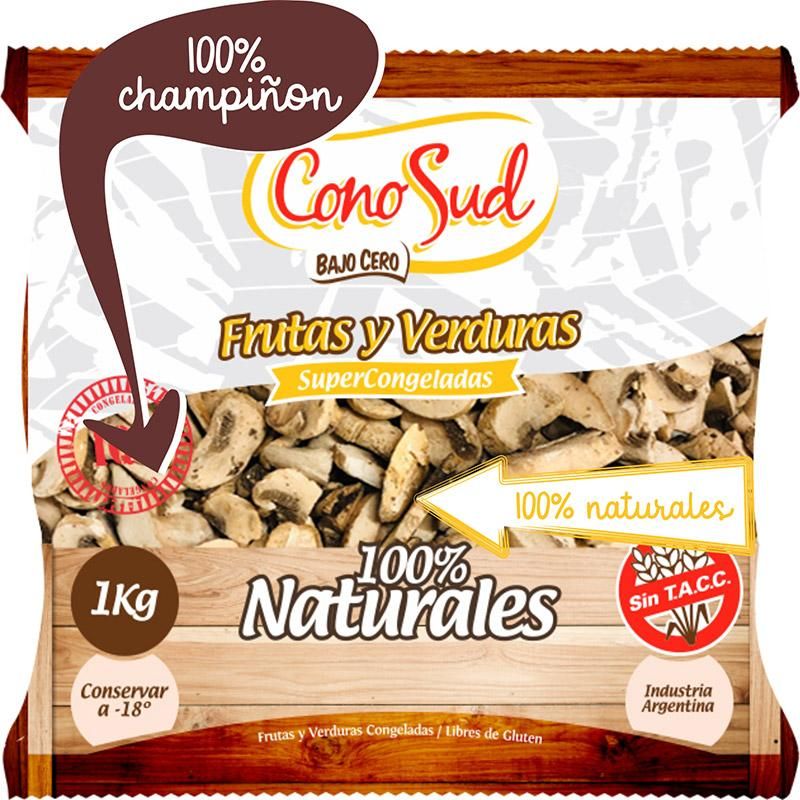 100%
champiñon
Cono Sud
BAJO CERO
Frutas y Verduras
SuperCongeladas
100% naturales
100%
Naturales
1Kg
Sin T.A.C.C.
Conservar
a -18º
Industria
Argentina
Frutas y Verduras Congeladas / Libres de Gluten